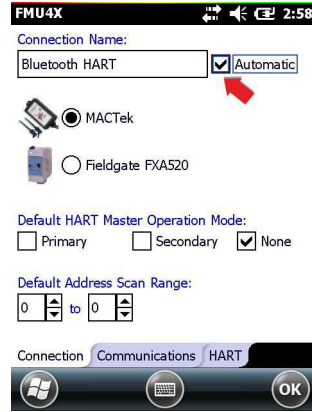 FMU4X 2:58
Connection Name:
Bluetooth HART Automatic
MACTek
Fieldgate FXA520
Default HART Master Operation Mode:
Primary Secondary None
Default Address Scan Range:
0 to 0
Connection Communications HART
OK